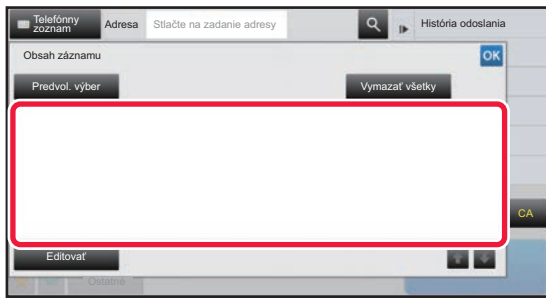 Telefónny
zoznam
Adresa
Stlačte na zadanie adresy
História odoslania
Obsah záznamu
OK
Predvol. výber
Vymazať všetky
CA
Editovať
Ostatné